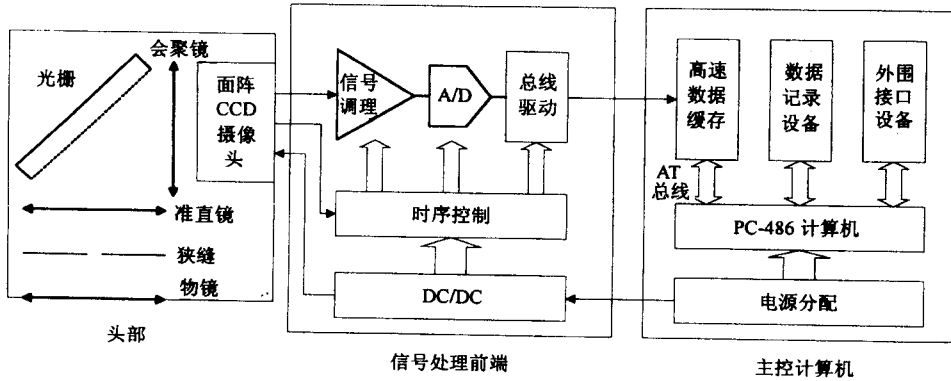 会聚镜
光栅
面阵
CCD
摄像
头
准直镜
狭缝
物镜
头部
信号
调理
A/D
总线
驱动
时序控制
DC/DC
信号处理前端
高速
数据
缓存
数据
记录
设备
外围
接口
设备
AT
总线
PC-486 计算机
电源分配
主控计算机